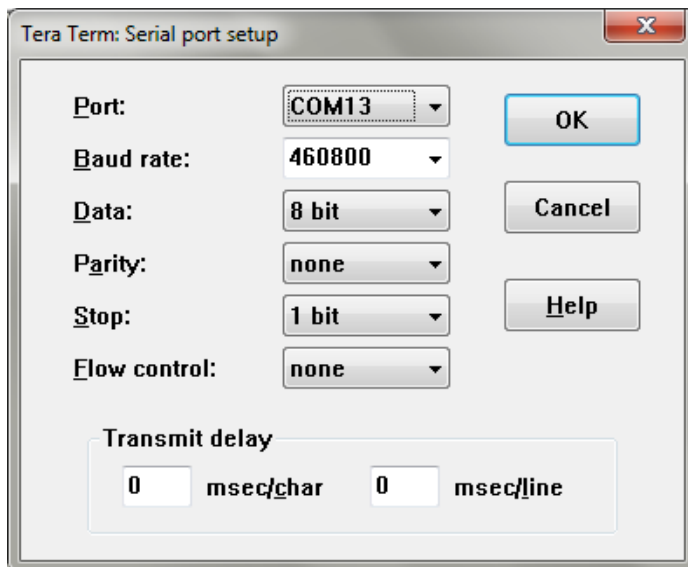 Tera Term: Serial port setup
x
Port: COM13
OK
Baud rate: 460800
Data: 8 bit
Cancel
Parity: none
Stop: 1 bit
Help
Flow control: none
Transmit delay
0 msec/char 0 msec/line